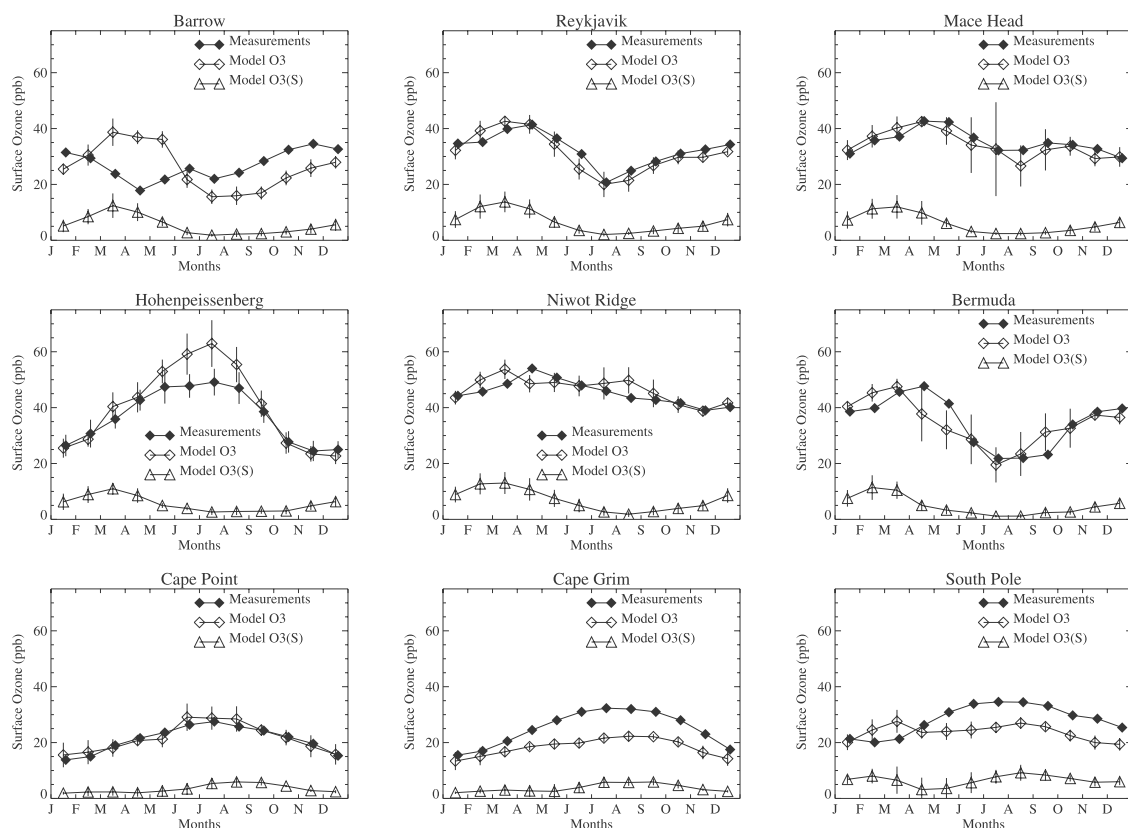 Barrow
Measurements
Model O3
Model O3(S)
Surface Ozone (ppb)
60
40
20
0
J F M A M J J A S O N D
Months
Reykjavik
Measurements
Model O3
Model O3(S)
Surface Ozone (ppb)
60
40
20
0
J F M A M J J A S O N D
Months
Mace Head
Measurements
Model O3
Model O3(S)
Surface Ozone (ppb)
60
40
20
0
J F M A M J J A S O N D
Months
Hohenpeissenberg
Surface Ozone (ppb)
60
40
20
0
Measurements
Model O3
Model O3(S)
J F M A M J J A S O N D
Months
Niwot Ridge
Surface Ozone (ppb)
60
40
20
0
Measurements
Model O3
Model O3(S)
J F M A M J J A S O N D
Months
Bermuda
Measurements
Model O3
Model O3(S)
Surface Ozone (ppb)
60
40
20
0
J F M A M J J A S O N D
Months
Cape Point
Measurements
Model O3
Model O3(S)
Surface Ozone (ppb)
60
40
20
0
J F M A M J J A S O N D
Months
Cape Grim
Measurements
Model O3
Model O3(S)
Surface Ozone (ppb)
60
40
20
0
J F M A M J J A S O N D
Months
South Pole
Measurements
Model O3
Model O3(S)
Surface Ozone (ppb)
60
40
20
0
J F M A M J J A S O N D
Months